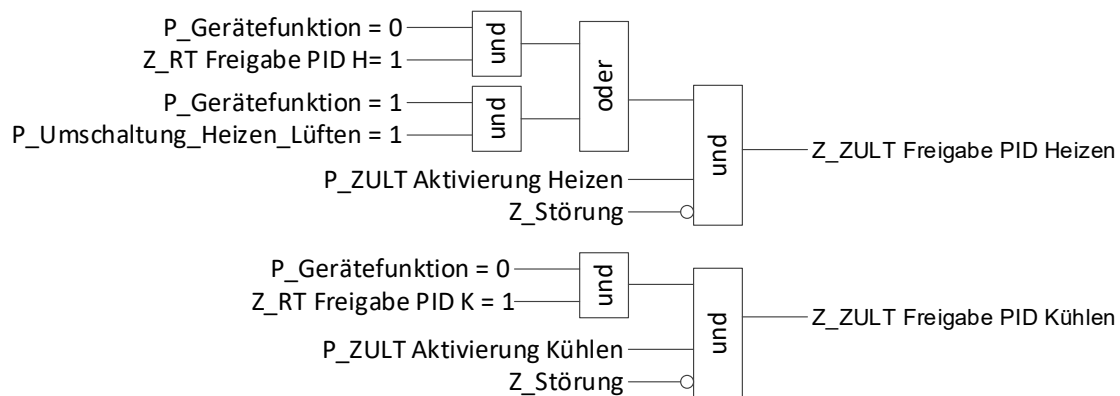 P_Gerätefunktion = 0
Z_RT Freigabe PID H= 1
und
P_Gerätefunktion = 1
P_Umschaltung_Heizen_Lüften = 1
und
oder
P_ZULT Aktivierung Heizen
Z_Störung
und
Z_ZULT Freigabe PID Heizen
P_Gerätefunktion = 0
Z_RT Freigabe PID K = 1
und
P_ZULT Aktivierung Kühlen
Z_Störung
und
Z_ZULT Freigabe PID Kühlen